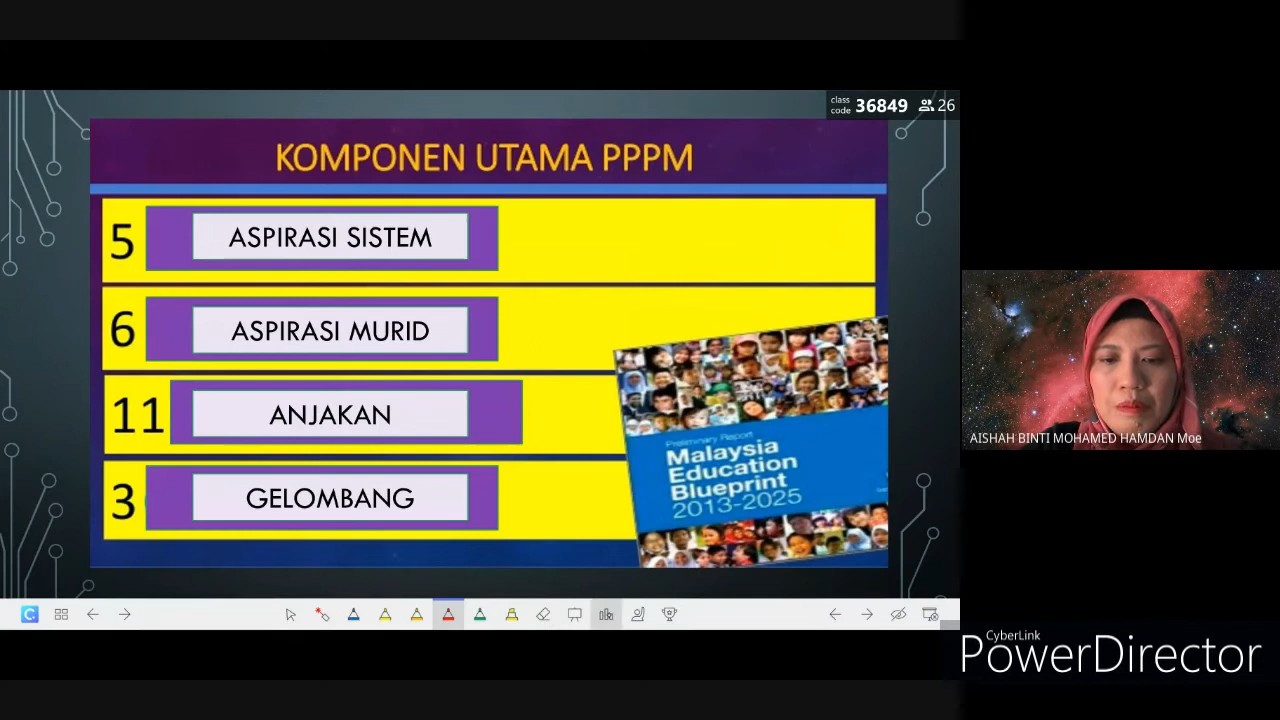 class
code 36849 26
KOMPONEN UTAMA PPPM
5 ASPIRASI SISTEM
6 ASPIRASI MURID
11 ANJAKAN
3 GELOMBANG
Preliminary Report
Malaysia
Education
Blueprint
2013-2025
AISHAH BINTI MOHAMED HAMDAN Moe
CyberLink
PowerDirector